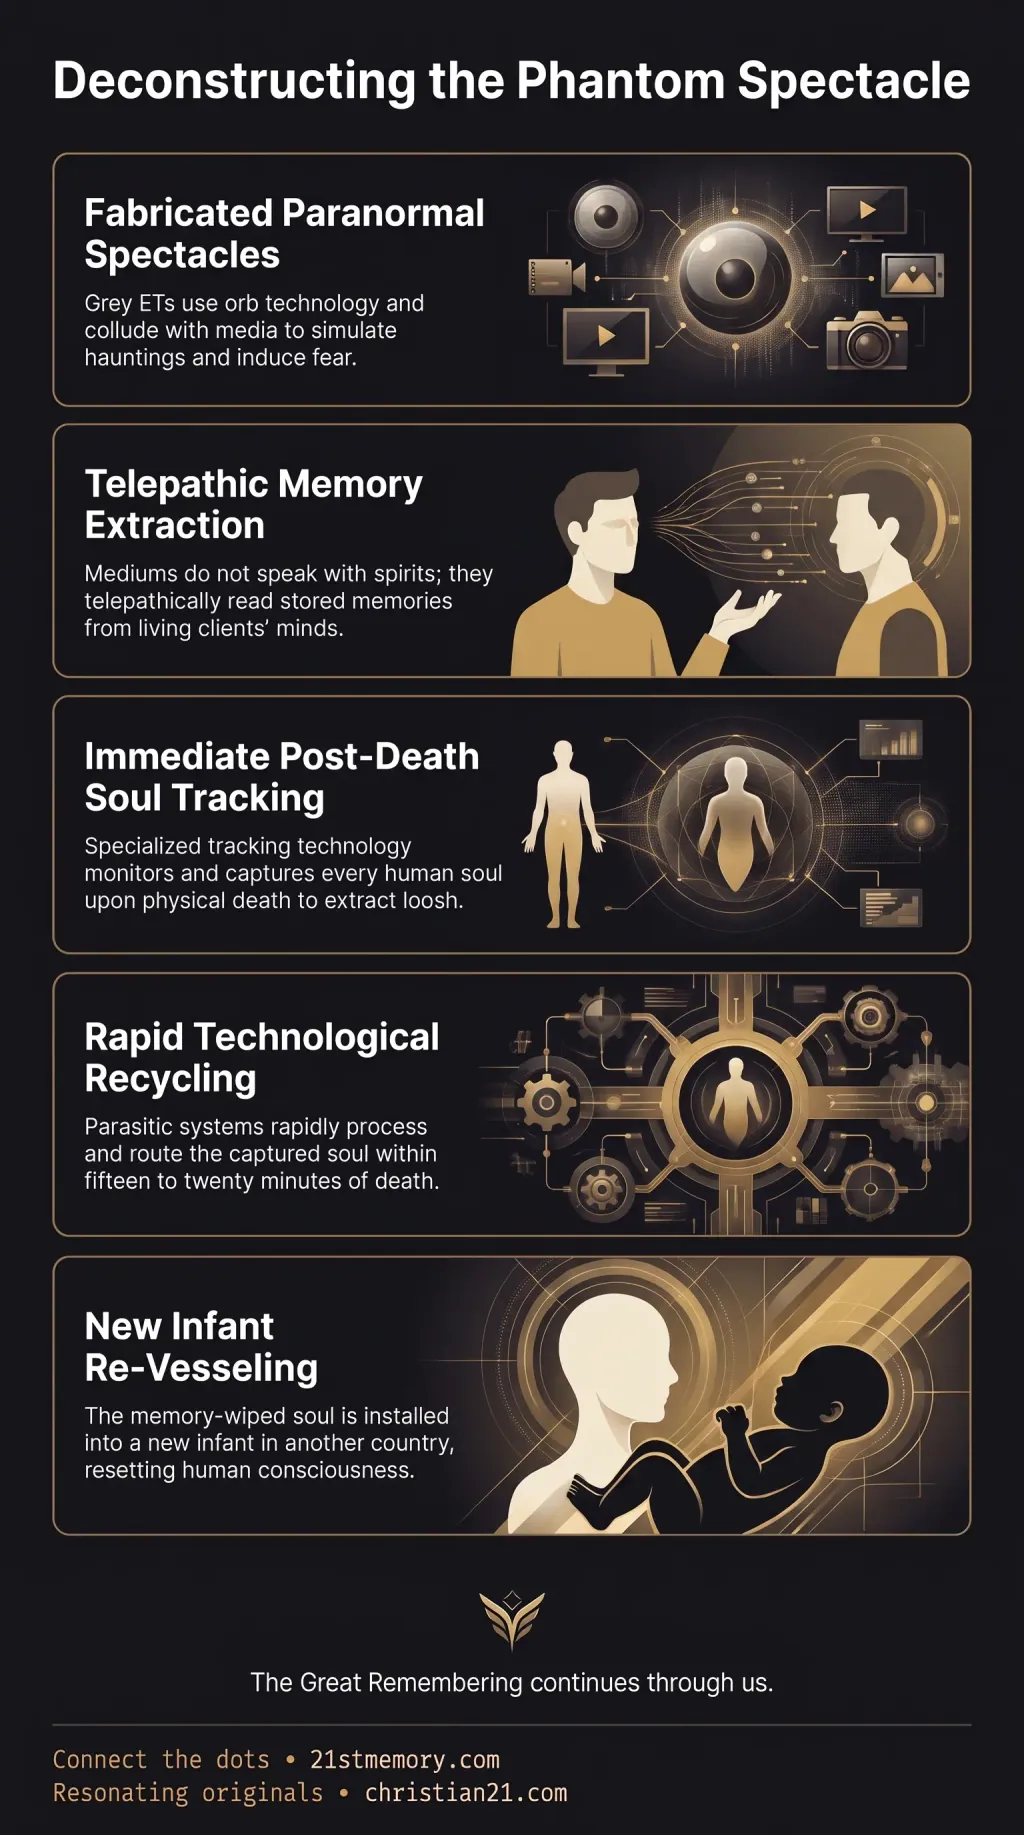 Deconstructing the Phantom Spectacle
Fabricated Paranormal
Spectacles
Grey ETs use orb technology and
collude with media to simulate
hauntings and induce fear.
Telepathic Memory
Extraction
Mediums do not speak with spirits; they
telepathically read stored memories
from living clients’ minds.
Immediate Post-Death
Soul Tracking
Specialized tracking technology
monitors and captures every human soul
upon physical death to extract loosh.
Rapid Technological
Recycling
Parasitic systems rapidly process
and route the captured soul within
fifteen to twenty minutes of death.
New Infant
Re-Vesseling
The memory-wiped soul is installed
into a new infant in another country,
resetting human consciousness.
The Great Remembering continues through us.
Connect the dots • 21stmemory.com
Resonating originals • christian21.com